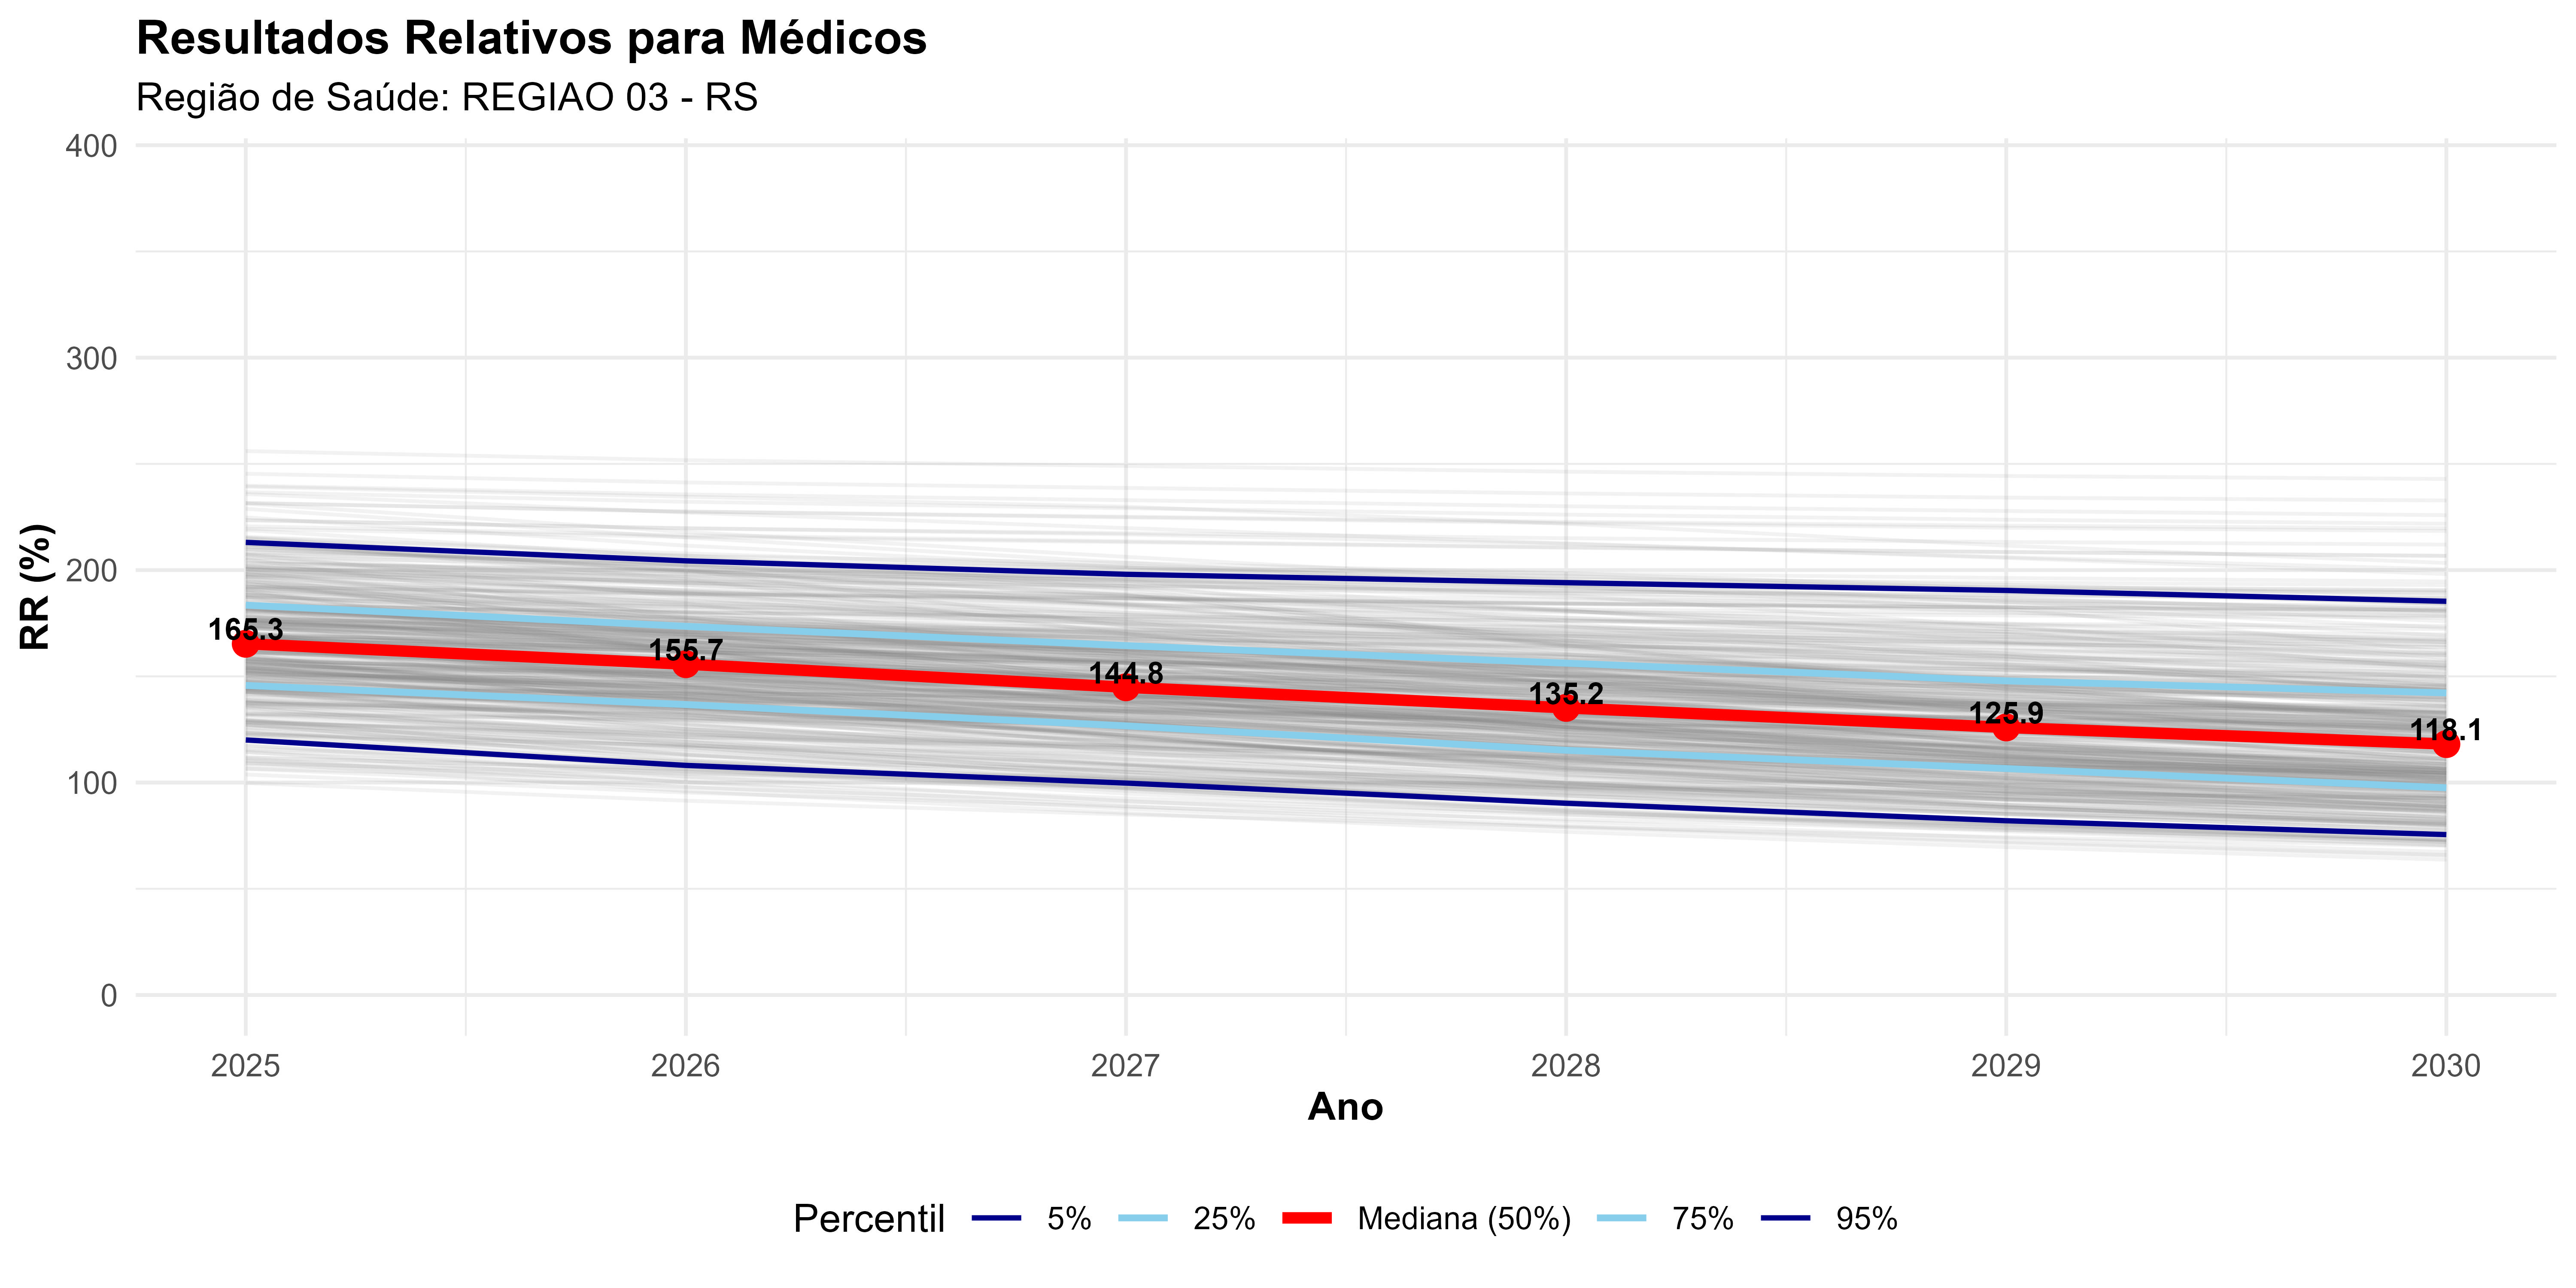 Resultados Relativos para Médicos
Região de Saúde: REGIAO 03 - RS
RR (%)
400
300
200
100
0
165.3
155.7
144.8
135.2
125.9
118.1
2025 2026 2027 2028 2029 2030
Ano
Percentil 5% 25% Mediana (50%) 75% 95%